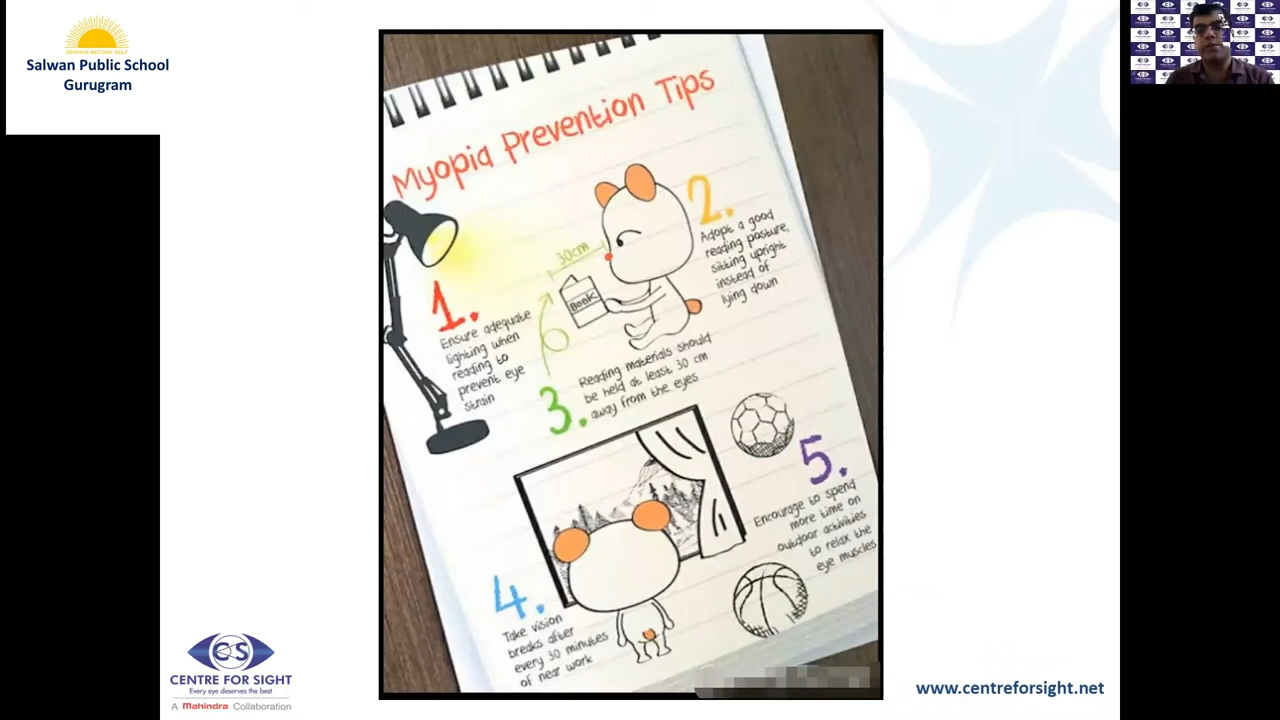 SERVICE BEFORE SELF
Salwan Public School
Gurugram
Myopia Prevention Tips
1.
Ensure adequate
lighting when
reading to
prevent eye
strain
30cm
BOOK
2.
Adopt a good
reading posture,
sitting upright
instead of
lying down
3.
Reading materials should
be held at least 30 cm
away from the eyes
4.
Take vision
breaks after
every 30 minutes
of near work
5.
Encourage to spend
more time on
outdoor activities
to relax the
eye muscles
CFS
CENTRE FOR SIGHT
Every eye deserves the best
A Mahindra Collaboration
www.centreforsight.net